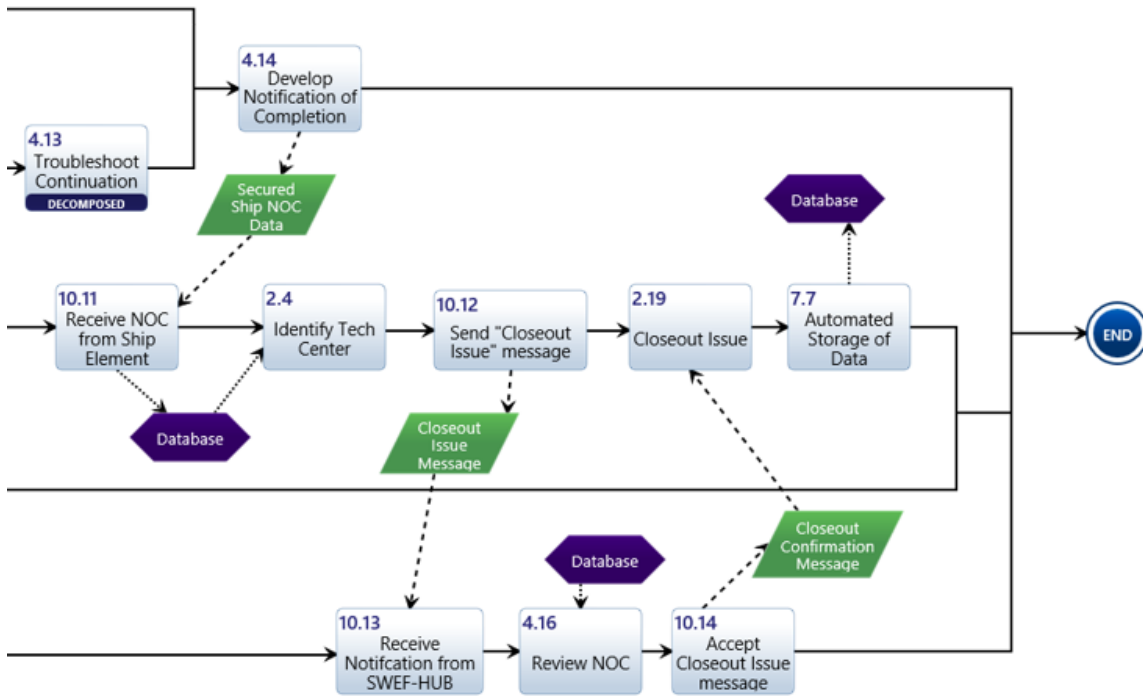 4.14
Develop
Notification of
Completion
4.13
Troubleshoot
Continuation
DECOMPOSED
Secured
Ship NOC
Data
Database
10.11
Receive NOC
from Ship
Element
2.4
Identify Tech
Center
10.12
Send "Closeout
Issue" message
2.19
Closeout Issue
7.7
Automated
Storage of
Data
END
Database
Closeout
Issue
Message
Closeout
Confirmation
Message
Database
10.13
Receive
Notifcation from
SWEF-HUB
4.16
Review NOC
10.14
Accept
Closeout Issue
message